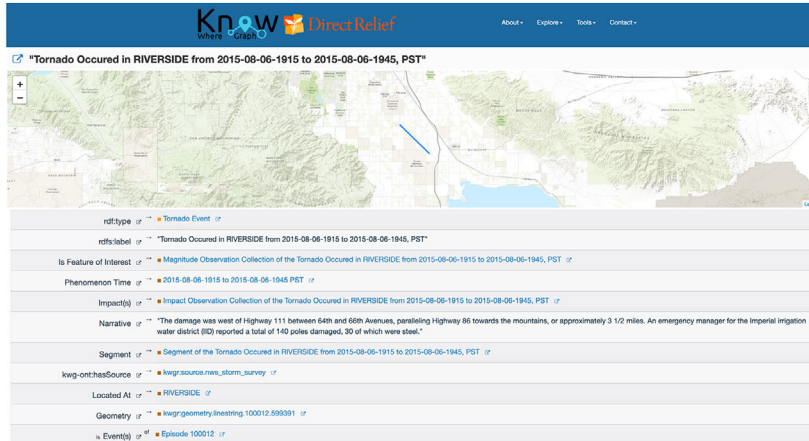 Know
Where Graph
DirectRelief
About Explore Tools Contact
"Tornado Occured in RIVERSIDE from 2015-08-06-1915 to 2015-08-06-1945, PST"
+
−
rdf:type → Tornado Event
rdfs:label → "Tornado Occured in RIVERSIDE from 2015-08-06-1915 to 2015-08-06-1945, PST"
Is Feature of Interest → Magnitude Observation Collection of the Tornado Occured in RIVERSIDE from 2015-08-06-1915 to 2015-08-06-1945, PST
Phenomenon Time → 2015-08-06-1915 to 2015-08-06-1945 PST
Impact(s) → Impact Observation Collection of the Tornado Occured in RIVERSIDE from 2015-08-06-1915 to 2015-08-06-1945, PST
Narrative → "The damage was west of Highway 111 between 64th and 66th Avenues, paralleling Highway 86 towards the mountains, or approximately 3 1/2 miles. An emergency manager for the Imperial irrigation
water district (IID) reported a total of 140 poles damaged, 30 of which were steel."
Segment → Segment of the Tornado Occured in RIVERSIDE from 2015-08-06-1915 to 2015-08-06-1945, PST
kwg-ont:hasSource → kwgr:source.nws_storm_survey
Located At → RIVERSIDE
Geometry → kwgr:geometry.linestring.100012.599391
is Event(s) of Episode 100012